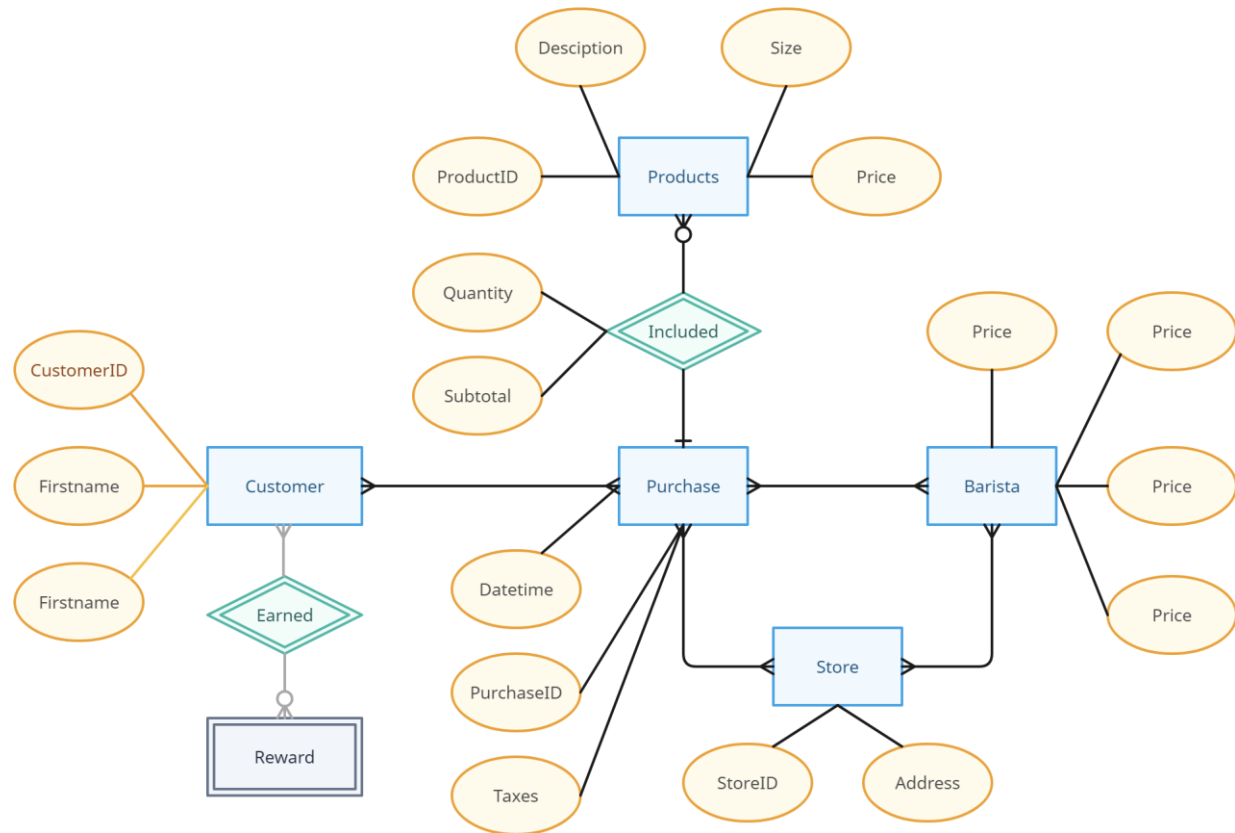 Desciption
Size
ProductID
Products
Price
Quantity
Included
Subtotal
Price
Price
CustomerID
Firstname
Customer
Purchase
Barista
Price
Firstname
Earned
Datetime
Price
Store
PurchaseID
Reward
StoreID
Address
Taxes